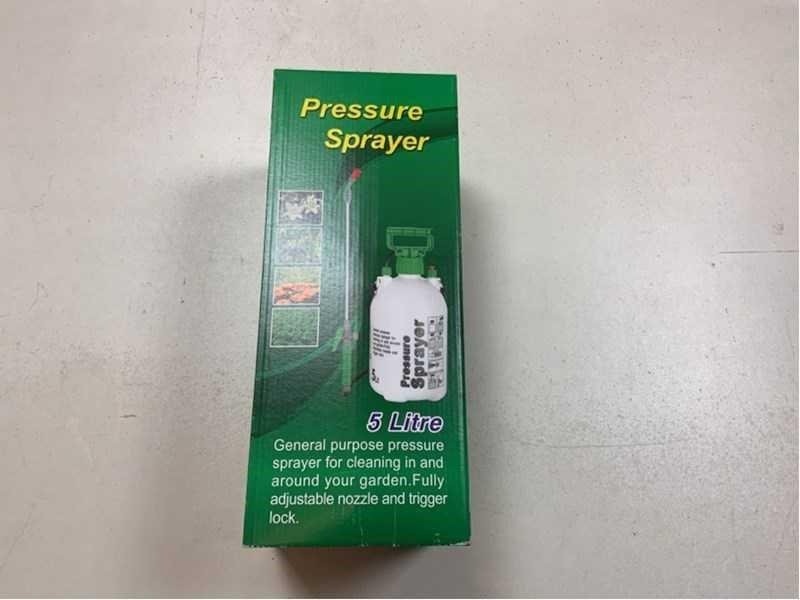 Pressure
Sprayer
Pressure
Sprayer
5 Litre
General purpose pressure
sprayer for cleaning in and
around your garden.Fully
adjustable nozzle and trigger
lock.